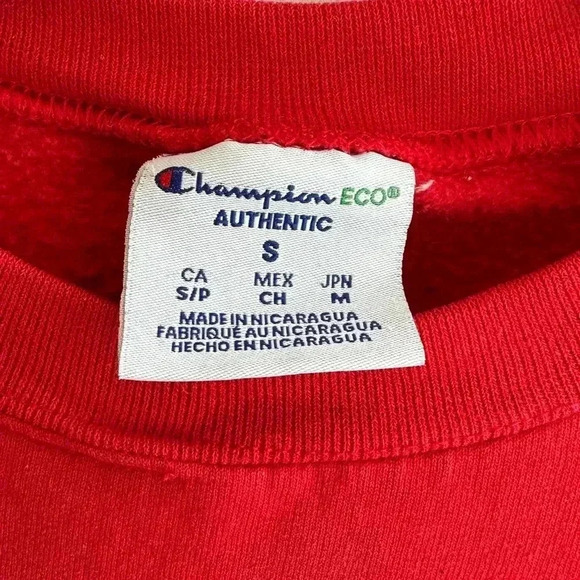 Champion ECO®
AUTHENTIC
S
CA MEX JPN
S/P CH M
MADE IN NICARAGUA
FABRIQUÉ AU NICARAGUA
HECHO EN NICARAGUA